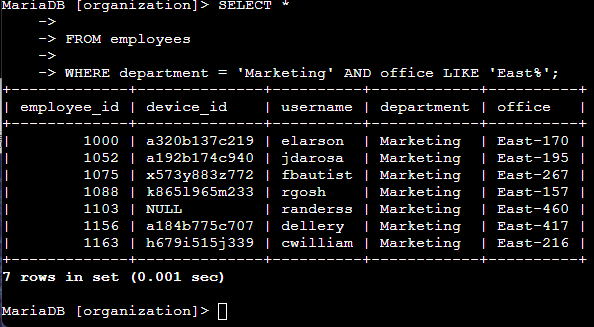 MariaDB [organization]> SELECT *
    ->
    -> FROM employees
    ->
    -> WHERE department = 'Marketing' AND office LIKE 'East%';
+-------------+--------------+----------+------------+----------+
| employee_id | device_id    | username | department | office   |
+-------------+--------------+----------+------------+----------+
|        1000 | a320b137c219 | elarson  | Marketing  | East-170 |
|        1052 | a192b174c940 | jdarosa  | Marketing  | East-195 |
|        1075 | x573y883z772 | fbautist | Marketing  | East-267 |
|        1088 | k865l965m233 | rgosh    | Marketing  | East-157 |
|        1103 | NULL         | randerss | Marketing  | East-460 |
|        1156 | a184b775c707 | dellery  | Marketing  | East-417 |
|        1163 | h679i515j339 | cwilliam | Marketing  | East-216 |
+-------------+--------------+----------+------------+----------+
7 rows in set (0.001 sec)
MariaDB [organization]>